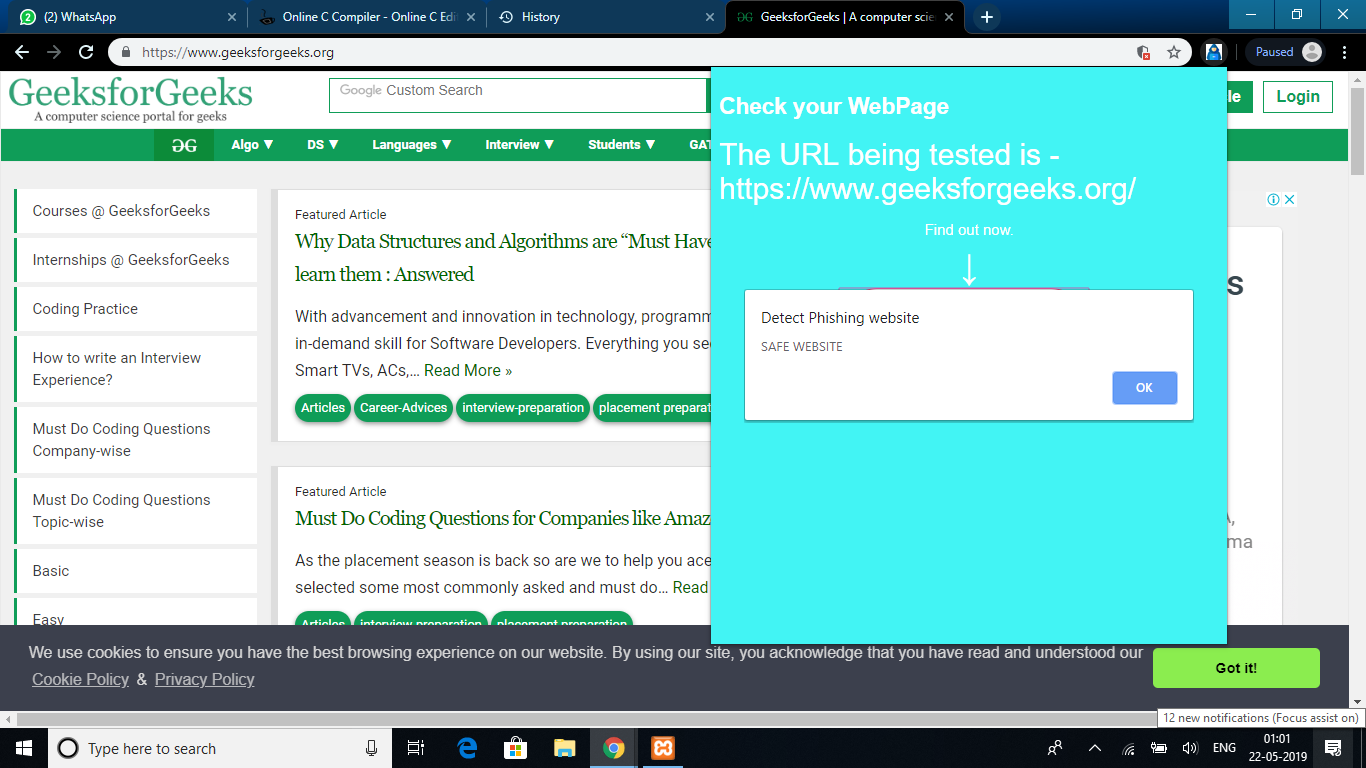 (2) WhatsApp
Online C Compiler - Online C Edi
History
GeeksforGeeks | A computer scie
https://www.geeksforgeeks.org
Paused
GeeksforGeeks
A computer science portal for geeks
Google Custom Search
Login
Algo ▼
DS ▼
Languages ▼
Interview ▼
Students ▼
GAT
Courses @ GeeksforGeeks
Internships @ GeeksforGeeks
Coding Practice
How to write an Interview
Experience?
Must Do Coding Questions
Company-wise
Must Do Coding Questions
Topic-wise
Basic
Easy
Featured Article
Why Data Structures and Algorithms are “Must Have
learn them : Answered
With advancement and innovation in technology, programm
in-demand skill for Software Developers. Everything you see
Smart TVs, ACs,... Read More »
Articles
Career-Advices
interview-preparation
placement preparat
Featured Article
Must Do Coding Questions for Companies like Amaz
As the placement season is back so are we to help you ace
selected some most commonly asked and must do... Read
Articles
interview-preparation
placement preparation
Check your WebPage
The URL being tested is -
https://www.geeksforgeeks.org/
Find out now.
↓
Detect Phishing website
SAFE WEBSITE
OK
We use cookies to ensure you have the best browsing experience on our website. By using our site, you acknowledge that you have read and understood our
Cookie Policy & Privacy Policy
Got it!
12 new notifications (Focus assist on)
Type here to search
ENG
01:01
22-05-2019